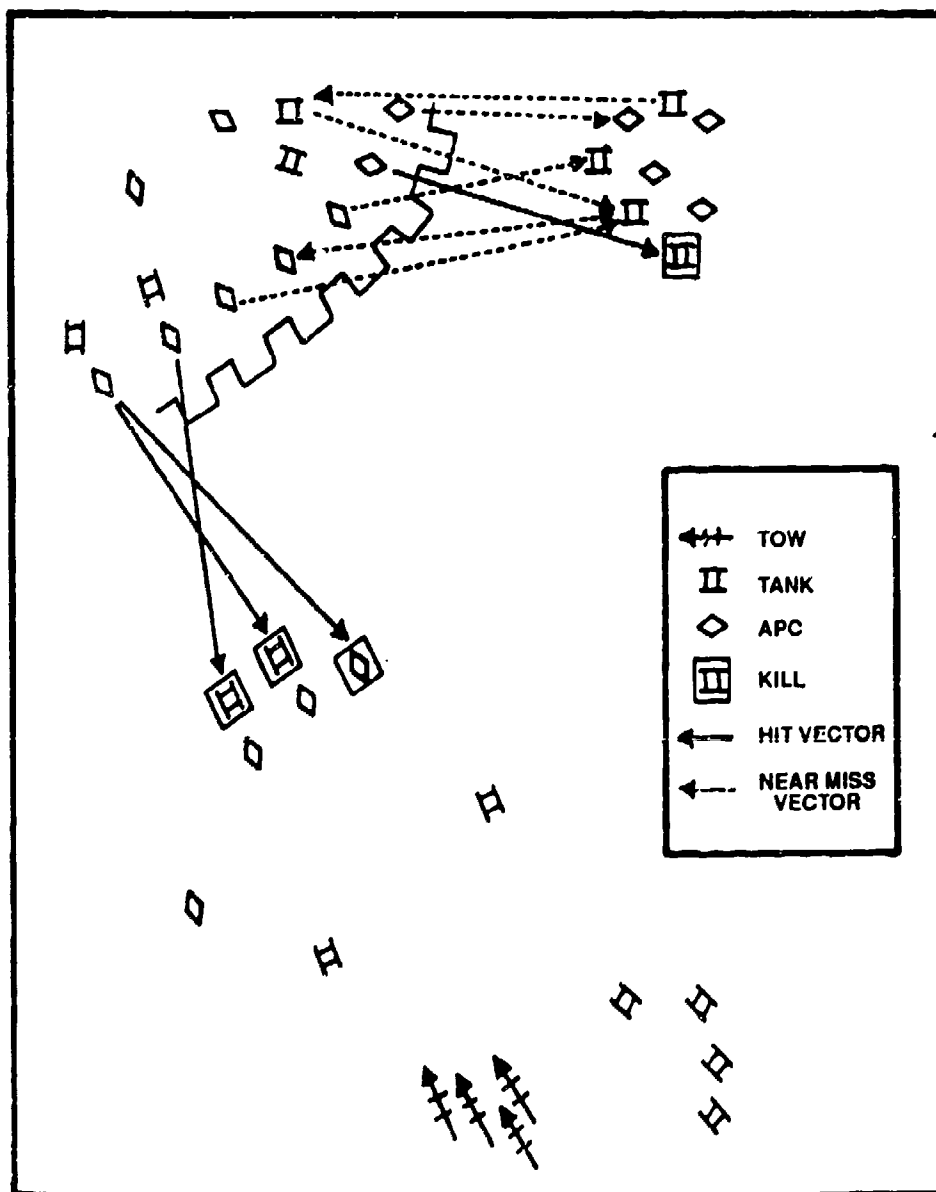 TOW
TANK
APC
KILL
HIT VECTOR
NEAR MISS
VECTOR